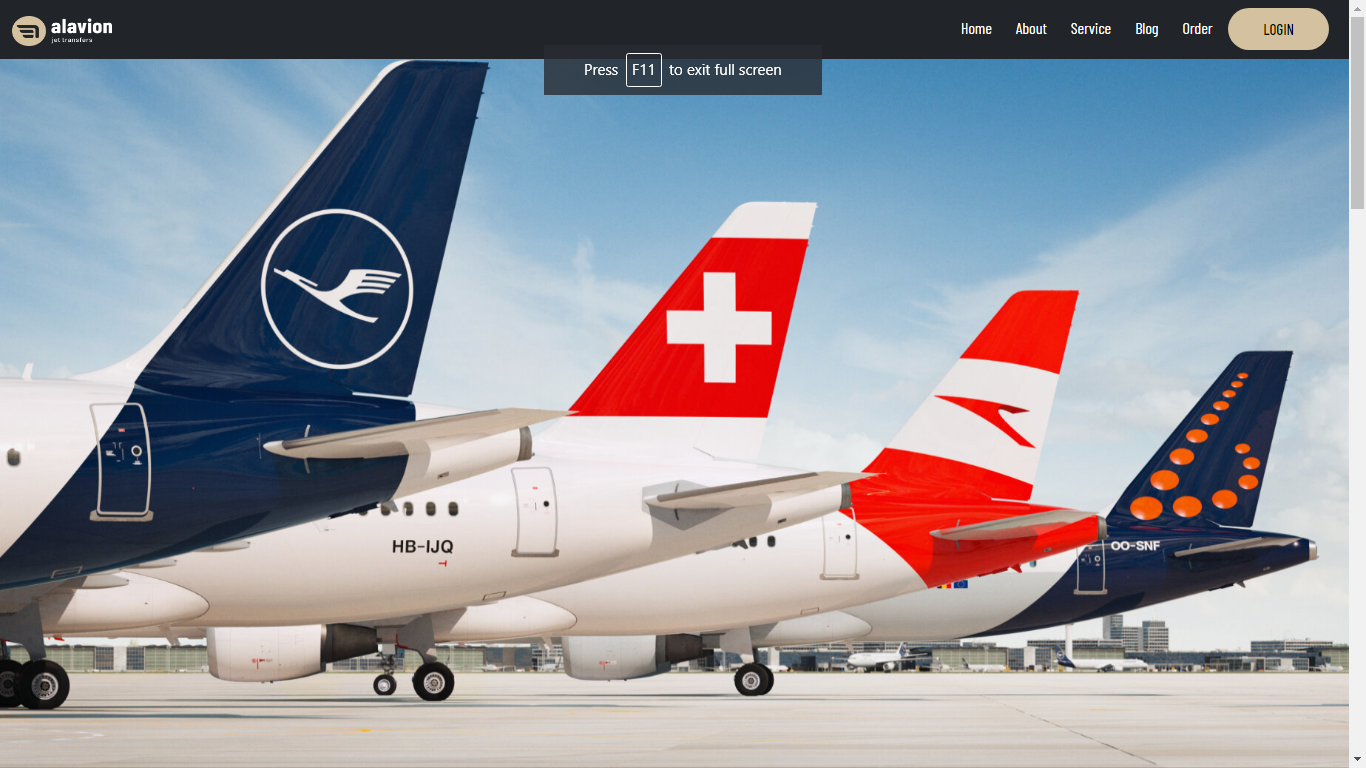 alavion
jet transfers
Home
About
Service
Blog
Order
LOGIN
Press F11 to exit full screen
HB-IJQ
OO-SNF